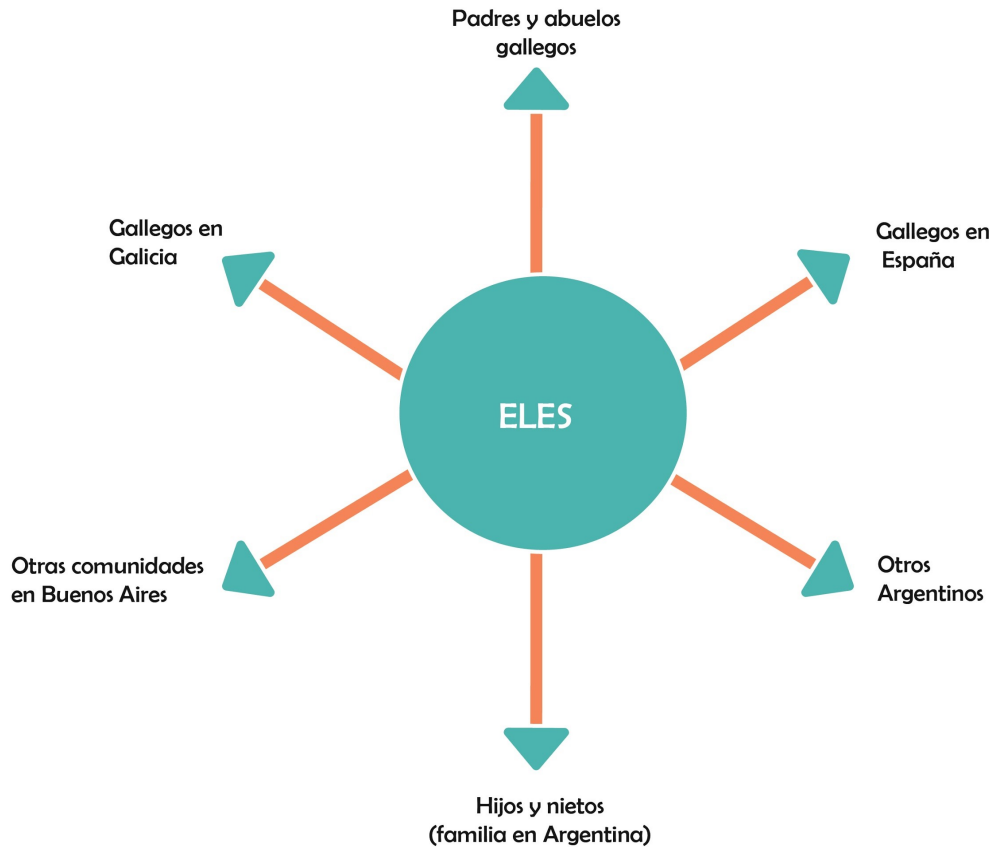 Padres y abuelos
gallegos
Gallegos en
Galicia
Gallegos en
España
ELES
Otras comunidades
en Buenos Aires
Otros
Argentinos
Hijos y nietos
(familia en Argentina)